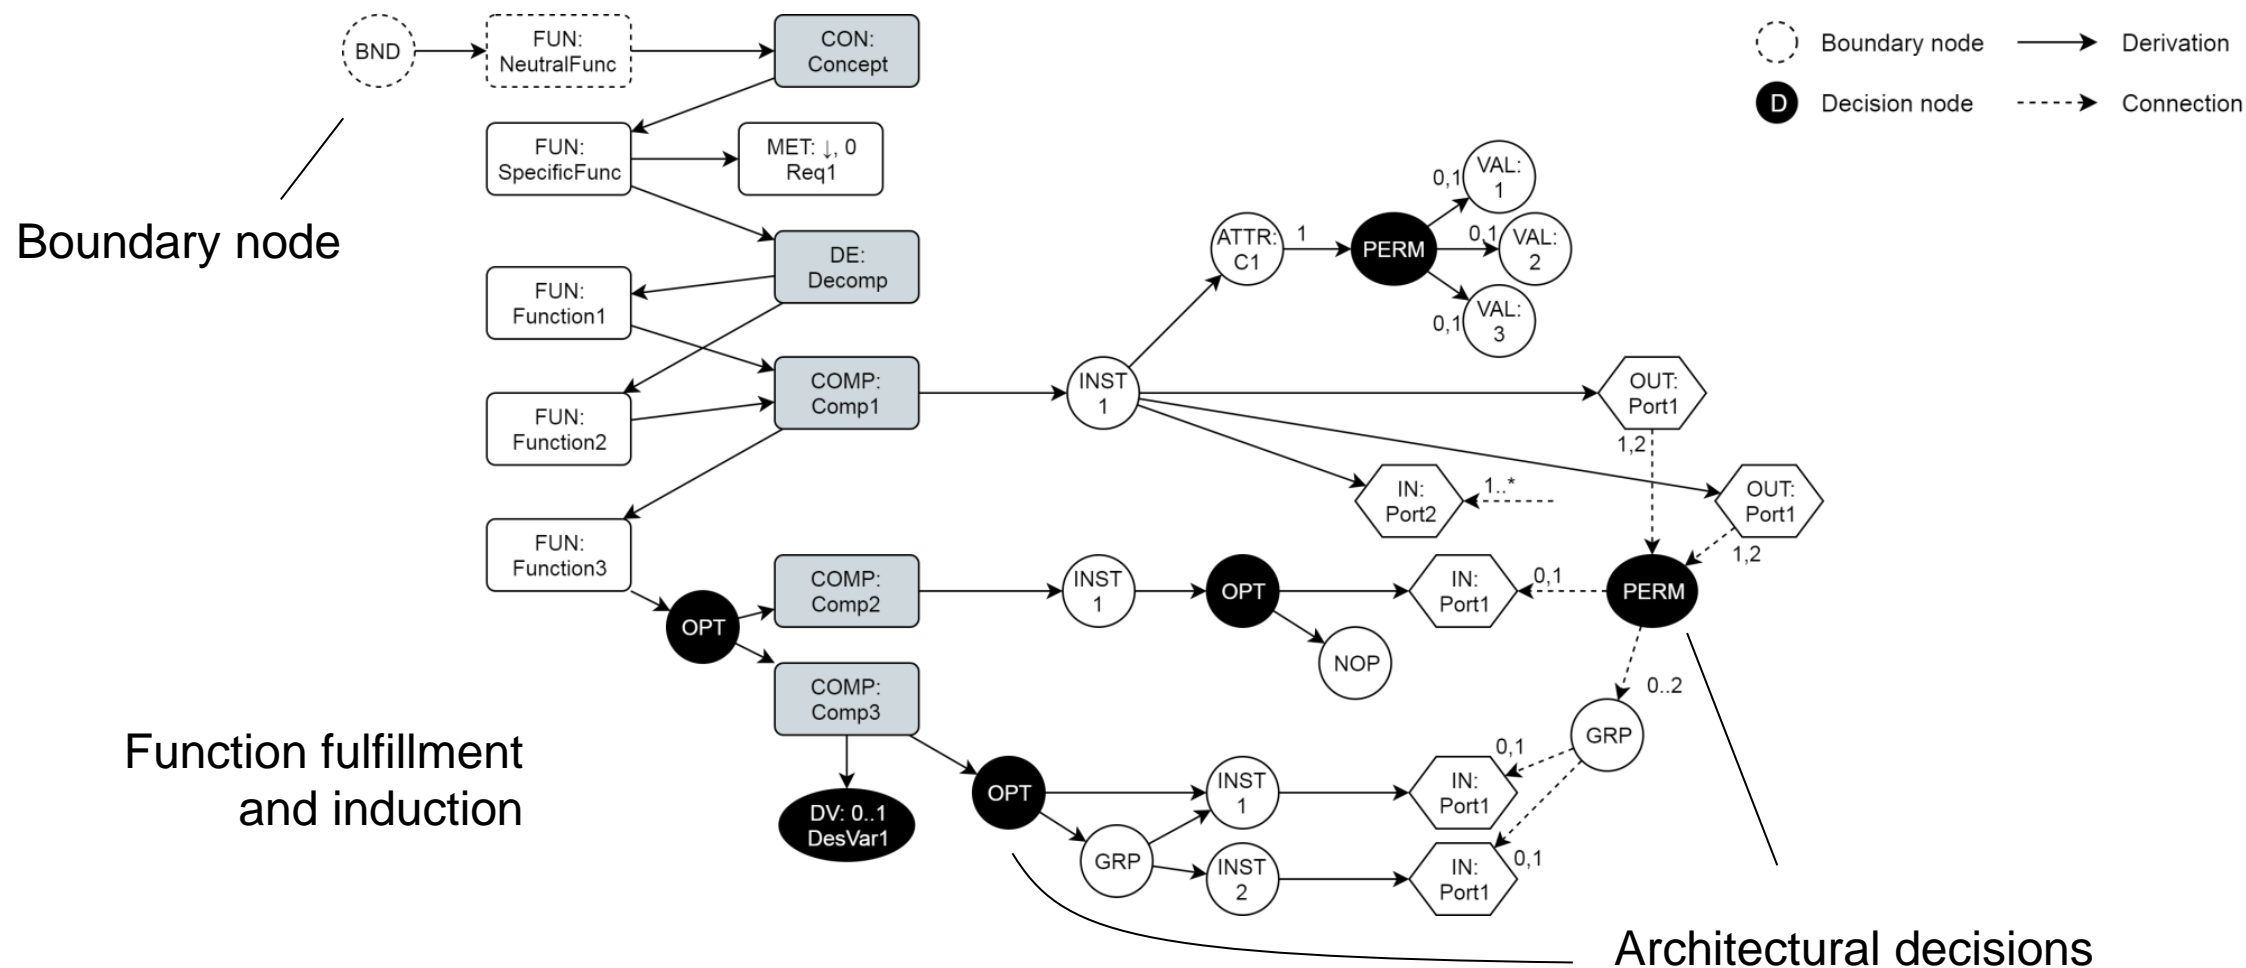 BND
FUN:
NeutralFunc
CON:
Concept
Boundary node
Derivation
D
Decision node
Connection
FUN:
SpecificFunc
MET: ↓, 0
Req1
Boundary node
DE:
Decomp
FUN:
Function1
ATTR:
C1
1
PERM
0,1
VAL:
1
0,1
VAL:
2
0,1
VAL:
3
COMP:
Comp1
INST
1
OUT:
Port1
1,2
FUN:
Function2
IN:
Port2
1..*
OUT:
Port1
1,2
FUN:
Function3
OPT
COMP:
Comp2
INST
1
OPT
IN:
Port1
0,1
PERM
NOP
COMP:
Comp3
0..2
GRP
Function fulfillment
and induction
DV: 0..1
DesVar1
OPT
INST
1
IN:
Port1
0,1
GRP
INST
2
IN:
Port1
0,1
Architectural decisions